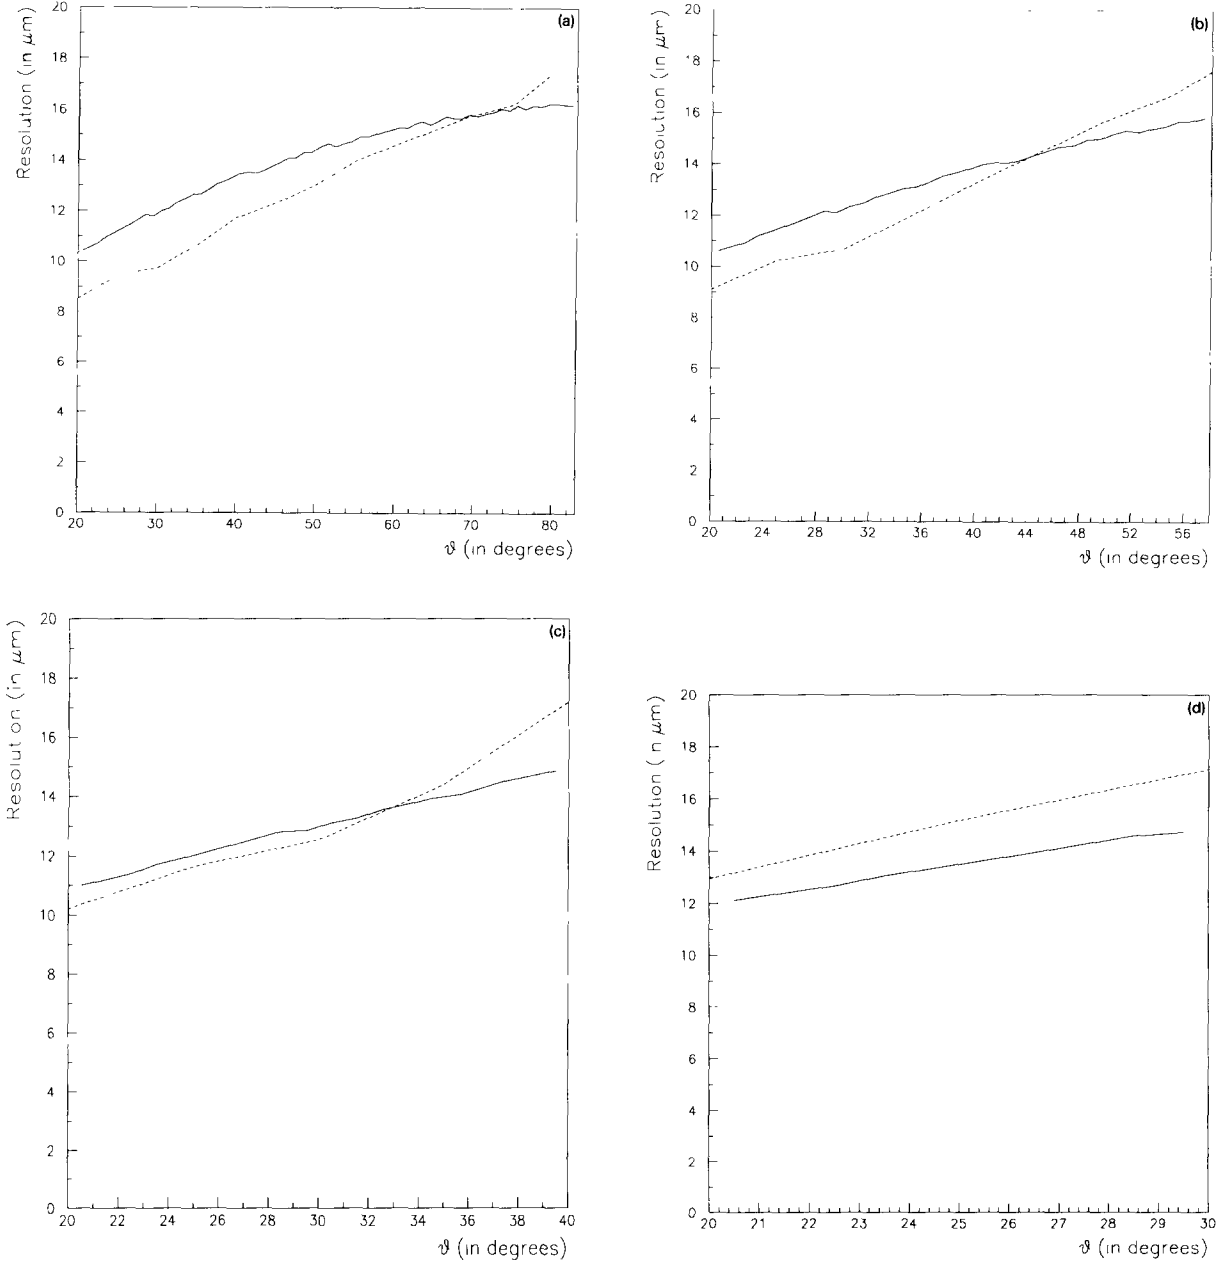 (a)
Resolution (in μm)
20
18
16
14
12
10
8
6
4
2
0
20 30 40 50 60 70 80
ϑ (in degrees)
(b)
Resolution (in μm)
20
18
16
14
12
10
8
6
4
2
0
20 24 28 32 36 40 44 48 52 56
ϑ (in degrees)
(c)
Resolut on (in μm)
20
18
16
14
12
10
8
6
4
2
0
20 22 24 26 28 30 32 34 36 38 40
ϑ (in degrees)
(d)
Resolution ( n μm)
20
18
16
14
12
10
8
6
4
2
0
20 21 22 23 24 25 26 27 28 29 30
ϑ (in degrees)